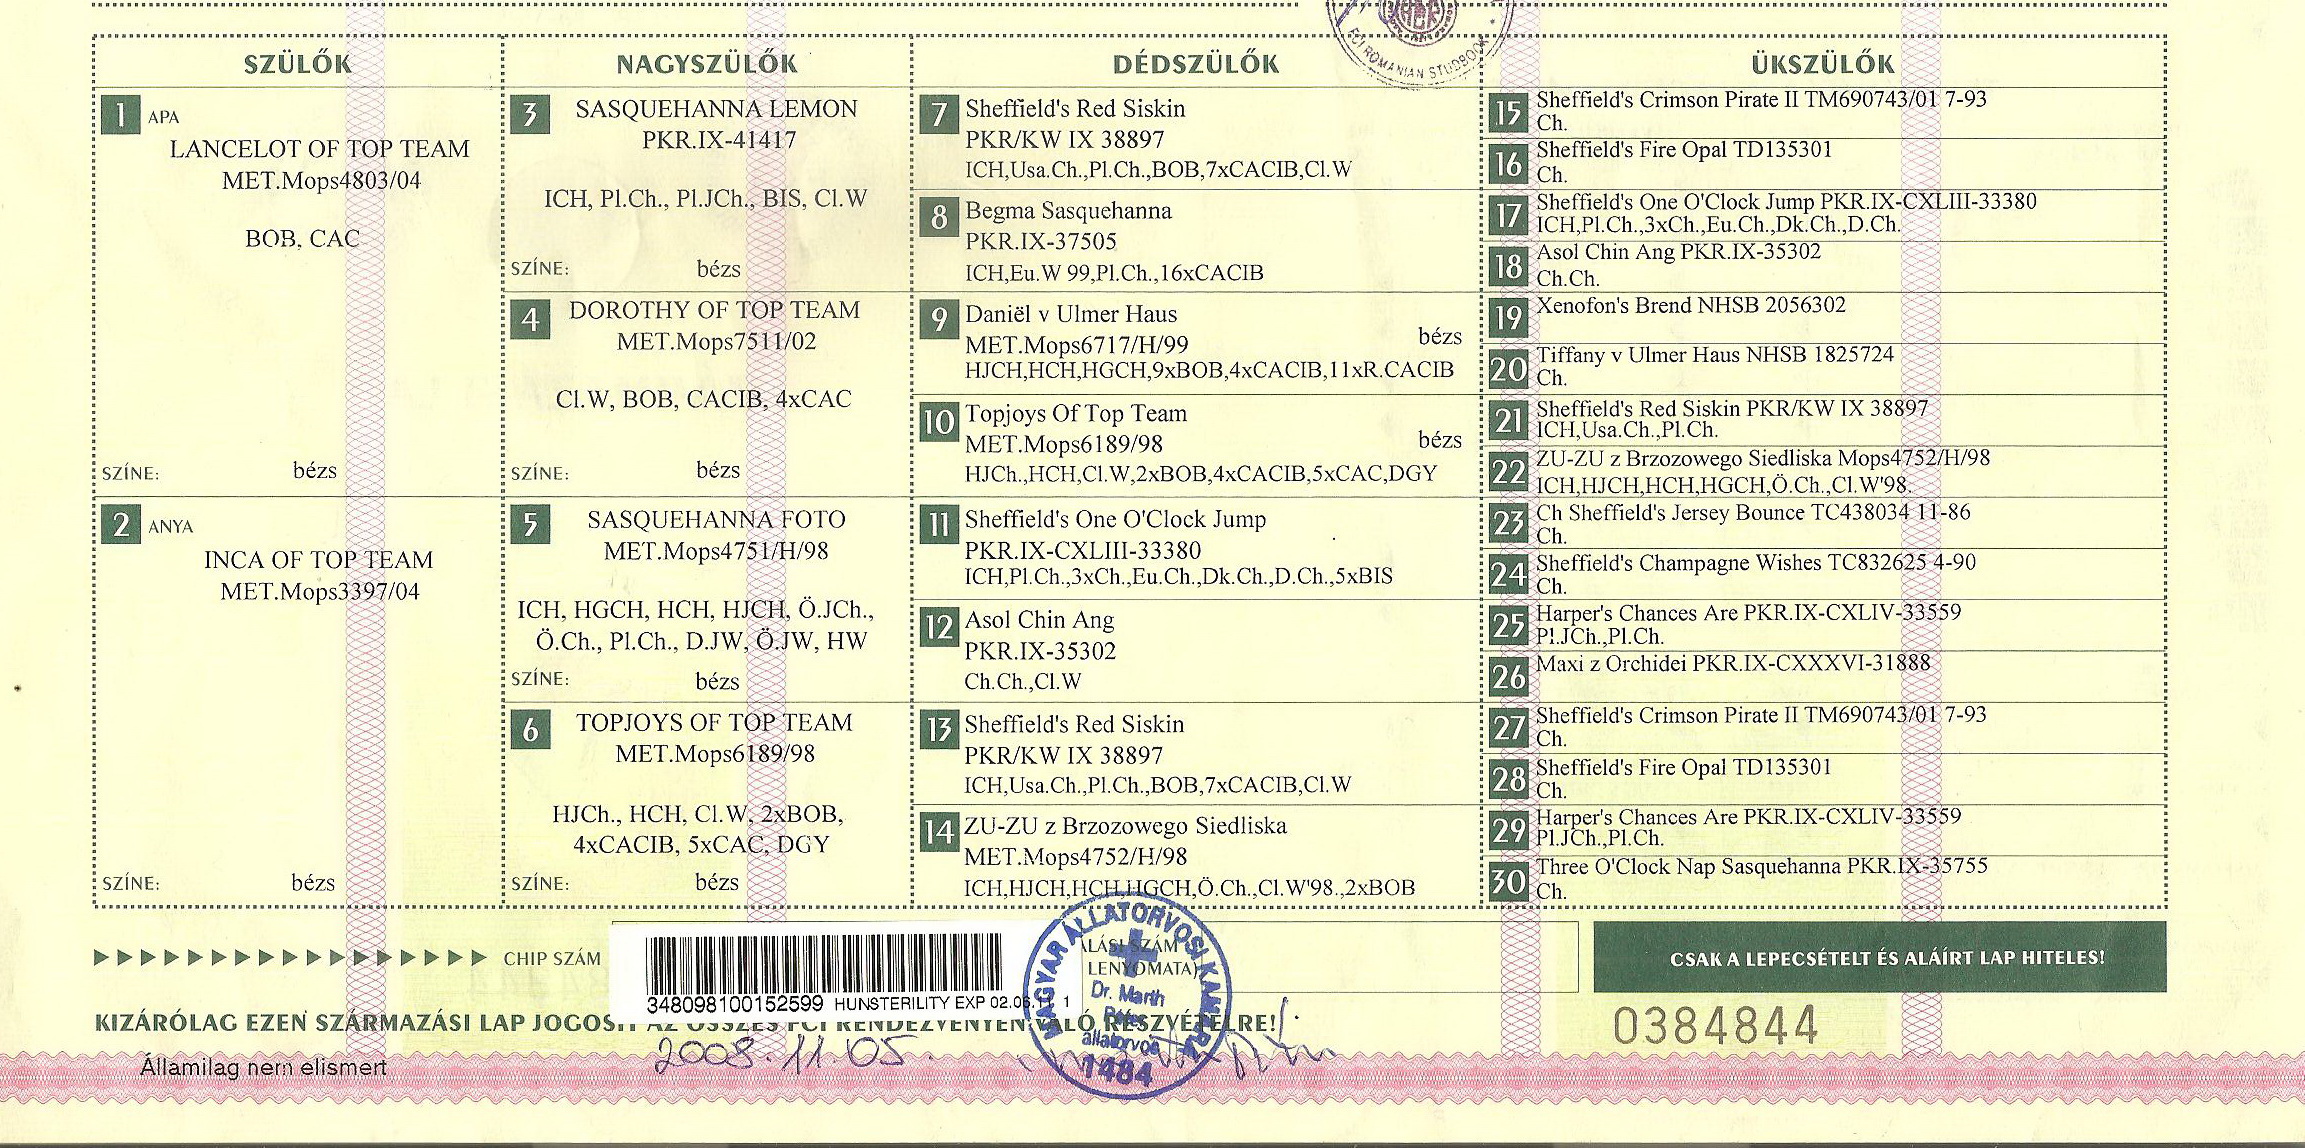 FCI ROMANIAN STUDBOOK
SZÜLŐK
NAGYSZÜLŐK
DÉDSZÜLŐK
ÜKSZÜLŐK
1 APA
LANCELOT OF TOP TEAM
MET.Mops4803/04
BOB, CAC
SZÍNE: bézs
2 ANYA
INCA OF TOP TEAM
MET.Mops3397/04
SZÍNE: bézs
3 SASQUEHANNA LEMON
PKR.IX-41417
ICH, Pl.Ch., Pl.JCh., BIS, Cl.W
SZÍNE: bézs
4 DOROTHY OF TOP TEAM
MET.Mops7511/02
Cl.W, BOB, CACIB, 4xCAC
SZÍNE: bézs
5 SASQUEHANNA FOTO
MET.Mops4751/H/98
ICH, HGCH, HCH, HJCH, Ö.JCh.,
Ö.Ch., Pl.Ch., D.JW, Ö.JW, HW
SZÍNE: bézs
6 TOPJOYS OF TOP TEAM
MET.Mops6189/98
HJCh., HCH, Cl.W, 2xBOB,
4xCACIB, 5xCAC, DGY
SZÍNE: bézs
7 Sheffield's Red Siskin
PKR/KW IX 38897
ICH,Usa.Ch.,Pl.Ch.,BOB,7xCACIB,Cl.W
8 Begma Sasquehanna
PKR.IX-37505
ICH,Eu.W 99,Pl.Ch.,16xCACIB
9 Daniël v Ulmer Haus
bézs
MET.Mops6717/H/99
HJCH,HCH,HGCH,9xBOB,4xCACIB,11xR.CACIB
10 Topjoys Of Top Team
MET.Mops6189/98 bézs
HJCh.,HCH,Cl.W,2xBOB,4xCACIB,5xCAC,DGY
11 Sheffield's One O'Clock Jump
PKR.IX-CXLIII-33380
ICH,Pl.Ch.,3xCh.,Eu.Ch.,Dk.Ch.,D.Ch.,5xBIS
12 Asol Chin Ang
PKR.IX-35302
Ch.Ch.,Cl.W
13 Sheffield's Red Siskin
PKR/KW IX 38897
ICH,Usa.Ch.,Pl.Ch.,BOB,7xCACIB,Cl.W
14 ZU-ZU z Brzozowego Siedliska
MET.Mops4752/H/98
ICH,HJCH,HCH,HGCH,Ö.Ch.,Cl.W'98.,2xBOB
15 Sheffield's Crimson Pirate II TM690743/01 7-93
Ch.
16 Sheffield's Fire Opal TD135301
Ch.
17 Sheffield's One O'Clock Jump PKR.IX-CXLIII-33380
ICH,Pl.Ch.,3xCh.,Eu.Ch.,Dk.Ch.,D.Ch.
18 Asol Chin Ang PKR.IX-35302
Ch.Ch.
19 Xenofon's Brend NHSB 2056302
20 Tiffany v Ulmer Haus NHSB 1825724
Ch.
21 Sheffield's Red Siskin PKR/KW IX 38897
ICH,Usa.Ch.,Pl.Ch.
22 ZU-ZU z Brzozowego Siedliska Mops4752/H/98
ICH,HJCH,HCH,HGCH,Ö.Ch.,Cl.W'98.
23 Ch Sheffield's Jersey Bounce TC438034 11-86
Ch.
24 Sheffield's Champagne Wishes TC832625 4-90
Ch.
25 Harper's Chances Are PKR.IX-CXLIV-33559
Pl.JCh.,Pl.Ch.
26 Maxi z Orchidei PKR.IX-CXXXVI-31888
27 Sheffield's Crimson Pirate II TM690743/01 7-93
Ch.
28 Sheffield's Fire Opal TD135301
Ch.
29 Harper's Chances Are PKR.IX-CXLIV-33559
Pl.JCh.,Pl.Ch.
30 Three O'Clock Nap Sasquehanna PKR.IX-35755
Ch.
CHIP SZÁM
348098100152599 HUNSTERILITY EXP 02.06.11 1
SZÁM
LENYOMATA)
MAGYAR ÁLLATORVOSI KAMARA
Dr. Marth
Péter
állatorvos
1484
CSAK A LEPECSÉTELT ÉS ALÁÍRT LAP HITELES!
KIZÁRÓLAG EZEN SZÁRMAZÁSI LAP JOGOSÍT AZ ÖSSZES FCI RENDEZVÉNYEN VALÓ RÉSZVÉTELRE!
0384844
2008.11.05.
Államilag nem elismert